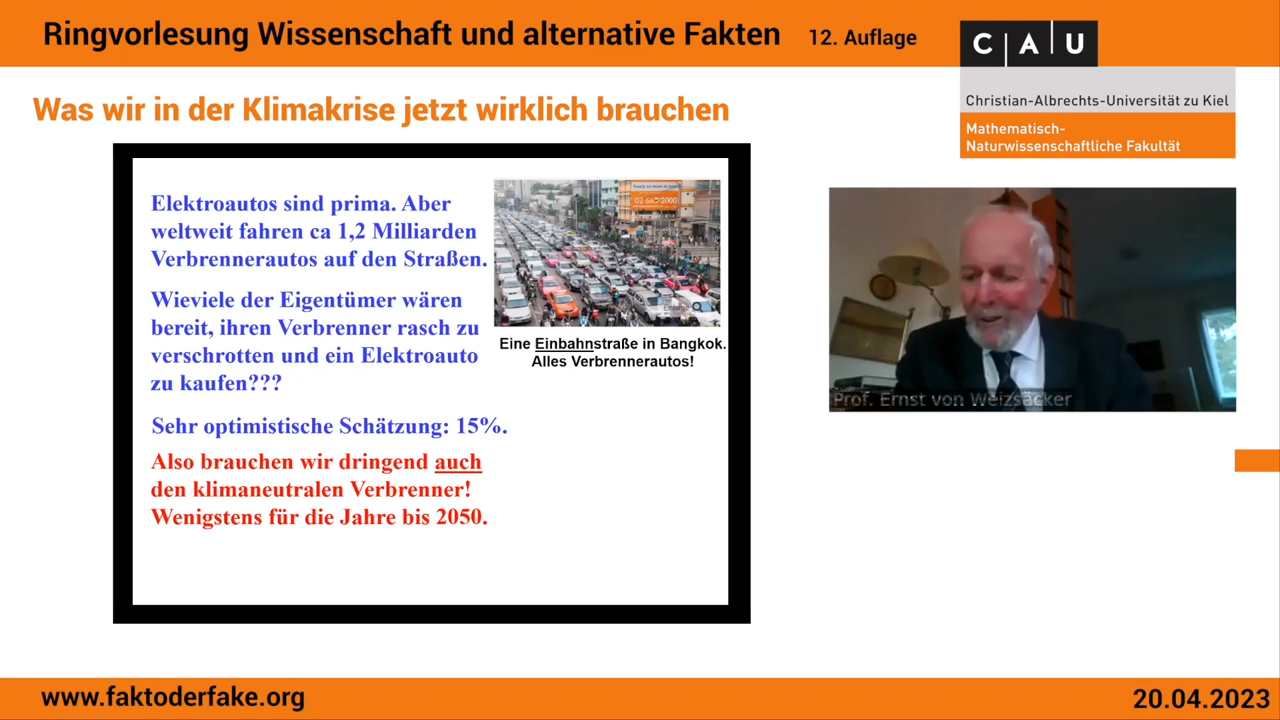 Ringvorlesung Wissenschaft und alternative Fakten 12. Auflage
CAU
Christian-Albrechts-Universität zu Kiel
Mathematisch-
Naturwissenschaftliche Fakultät
Was wir in der Klimakrise jetzt wirklich brauchen
Elektroautos sind prima. Aber
weltweit fahren ca 1,2 Milliarden
Verbrennerautos auf den Straßen.
Wieviele der Eigentümer wären
bereit, ihren Verbrenner rasch zu
verschrotten und ein Elektroauto
zu kaufen???
Sehr optimistische Schätzung: 15%.
Also brauchen wir dringend auch
den klimaneutralen Verbrenner!
Wenigstens für die Jahre bis 2050.
Eine Einbahnstraße in Bangkok.
Alles Verbrennerautos!
Prof. Ernst von Weizsäcker
www.faktoderfake.org
20.04.2023